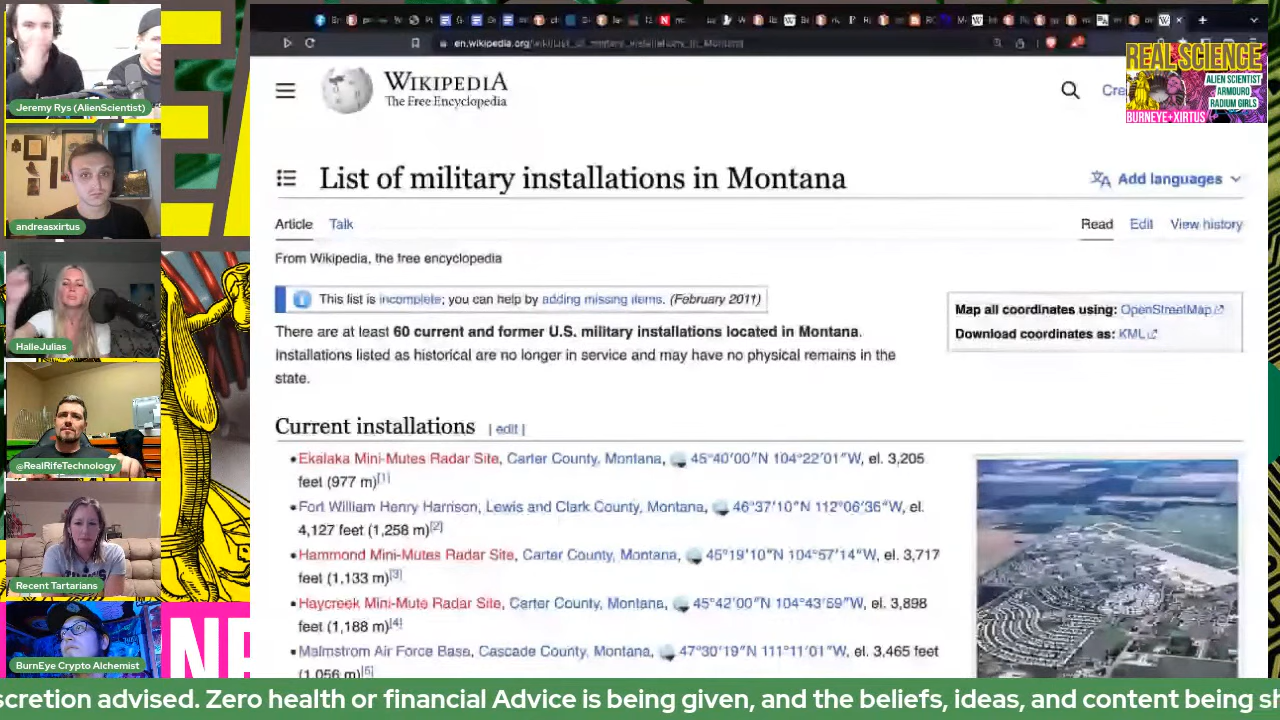 Jeremy Rys (AlienScientist)
andreasxirtus
HalleJulias
@RealRifeTechnology
Recent Tartarians
BurnEye Crypto Alchemist
REAL SCIENCE
ALIEN SCIENTIST
ARMOURO
RADIUM GIRLS
BURNEYE+XIRTUS
WIKIPEDIA
The Free Encyclopedia
List of military installations in Montana
Add languages
Article Talk Read Edit View history
From Wikipedia, the free encyclopedia
This list is incomplete; you can help by adding missing items. (February 2011)
Map all coordinates using: OpenStreetMap
Download coordinates as: KML
There are at least 60 current and former U.S. military installations located in Montana.
Installations listed as historical are no longer in service and may have no physical remains in the
state.
Current installations | edit |
•Ekalaka Mini-Mutes Radar Site, Carter County, Montana, 45°40′00″N 104°22′01″W, el. 3,205
feet (977 m)[1]
•Fort William Henry Harrison, Lewis and Clark County, Montana, 46°37′10″N 112°06′36″W, el.
4,127 feet (1,258 m)[2]
•Hammond Mini-Mutes Radar Site, Carter County, Montana, 45°19′10″N 104°57′14″W, el. 3,717
feet (1,133 m)[3]
•Haycreek Mini-Mute Radar Site, Carter County, Montana, 45°42′00″N 104°43′59″W, el. 3,898
feet (1,188 m)[4]
•Malmstrom Air Force Base, Cascade County, Montana, 47°30′19″N 111°11′01″W, el. 3,465 feet
(1,056 m)[5]
scretion advised. Zero health or financial Advice is being given, and the beliefs, ideas, and content being sh